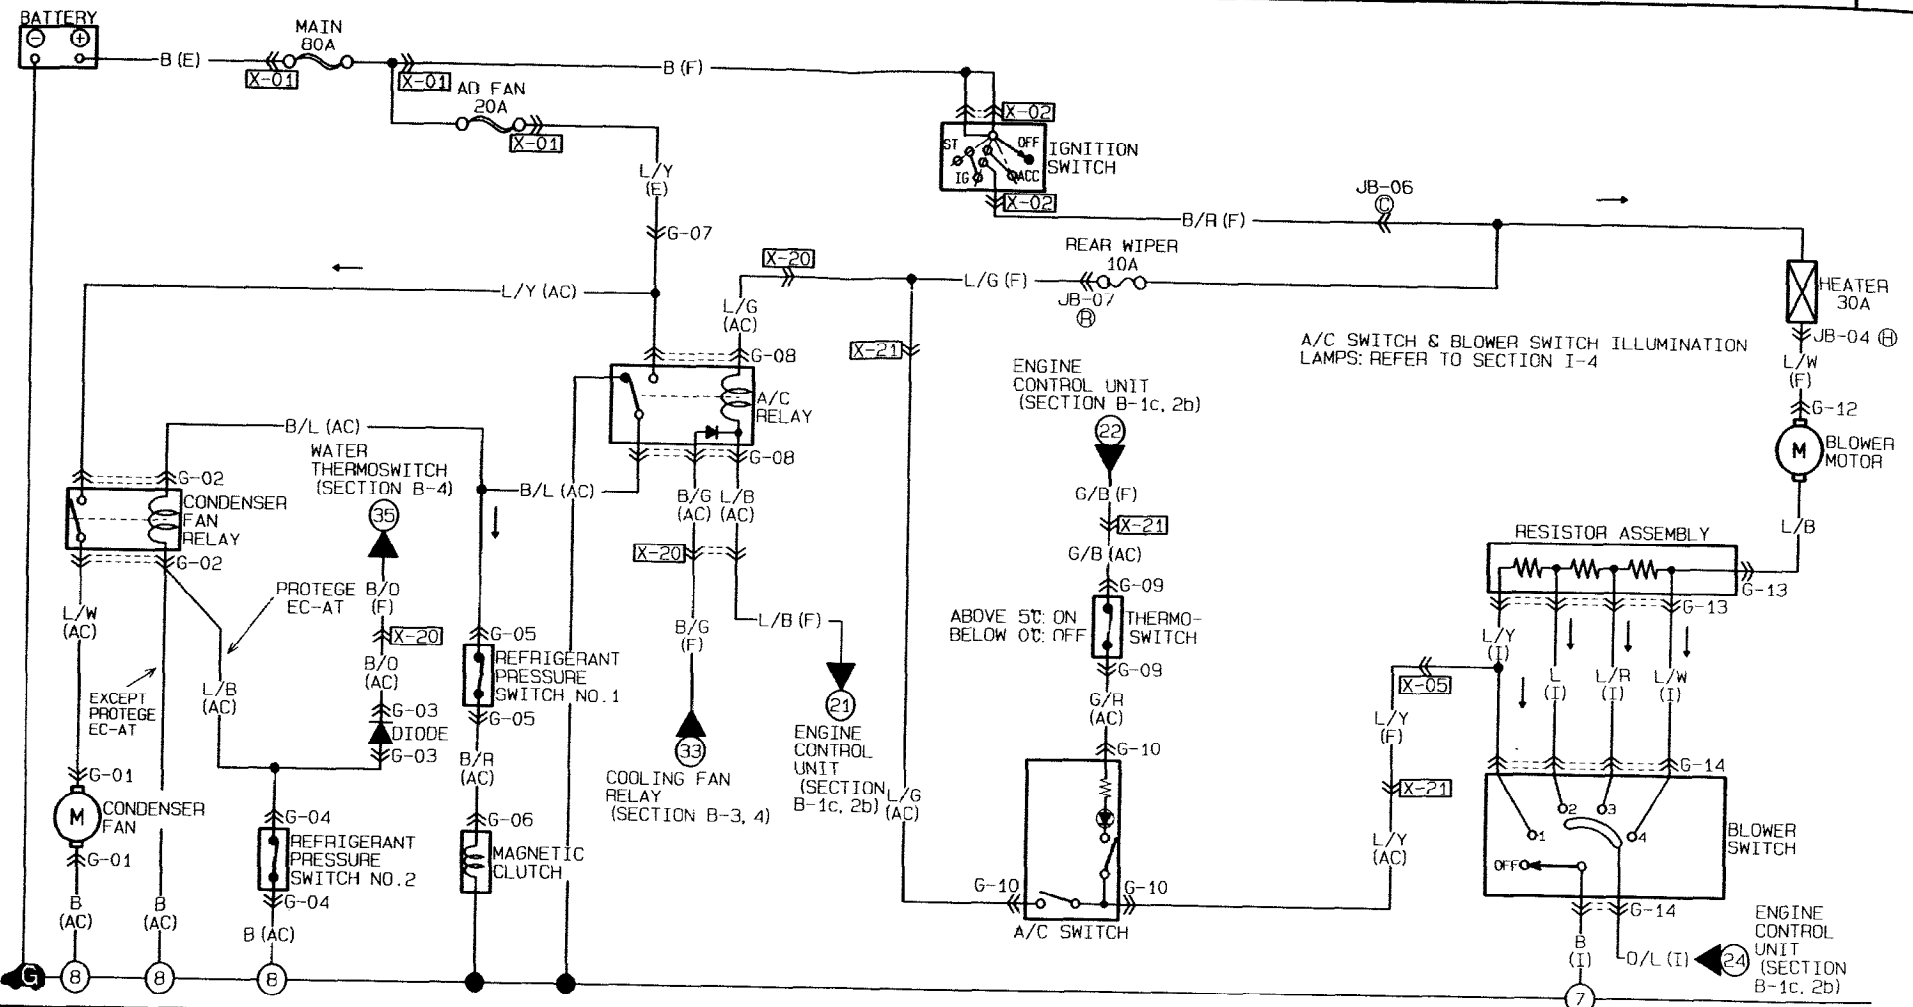 BATTERY
MAIN
80A
B (E)
X-01
X-01
B (F)
AD FAN
20A
X-01
X-02
ST
OFF
IG
ACC
IGNITION
SWITCH
X-02
L/Y
(E)
G-07
B/R (F)
JB-06
C
REAR WIPER
10A
X-20
L/G (F)
JB-07
R
L/Y (AC)
L/G
(AC)
G-08
X-21
HEATER
30A
JB-04 H
A/C SWITCH & BLOWER SWITCH ILLUMINATION
LAMPS: REFER TO SECTION I-4
L/W
(F)
G-12
M
BLOWER
MOTOR
L/B
ENGINE
CONTROL UNIT
(SECTION B-1c, 2b)
22
G/B (F)
X-21
G/B (AC)
G-09
ABOVE 5℃: ON
BELOW 0℃: OFF
THERMO-
SWITCH
G-09
G/R
(AC)
G-10
A/C
RELAY
G-08
B/L (AC)
WATER
THERMOSWITCH
(SECTION B-4)
35
B/L (AC)
B/G
(AC)
L/B
(AC)
X-20
G-02
CONDENSER
FAN
RELAY
G-02
PROTEGE
EC-AT
B/O
(F)
X-20
B/O
(AC)
G-03
DIODE
G-03
L/W
(AC)
L/B
(AC)
EXCEPT
PROTEGE
EC-AT
G-05
REFRIGERANT
PRESSURE
SWITCH NO.1
G-05
B/R
(AC)
G-06
MAGNETIC
CLUTCH
B/G
(F)
33
COOLING FAN
RELAY
(SECTION B-3, 4)
L/B (F)
21
ENGINE
CONTROL
UNIT
(SECTION
B-1c, 2b)
L/G
(AC)
G-01
M
CONDENSER
FAN
G-01
B
(AC)
B
(AC)
G-04
REFRIGERANT
PRESSURE
SWITCH NO.2
G-04
B (AC)
G
8
8
8
G-10
G-10
A/C SWITCH
RESISTOR ASSEMBLY
G-13
G-13
L/Y
(I)
L
(I)
L/R
(I)
L/W
(I)
X-05
L/Y
(F)
X-21
L/Y
(AC)
G-14
1
2
3
4
OFF
BLOWER
SWITCH
G-14
B
(I)
7
O/L (I)
24
ENGINE
CONTROL
UNIT
(SECTION
B-1c, 2b)